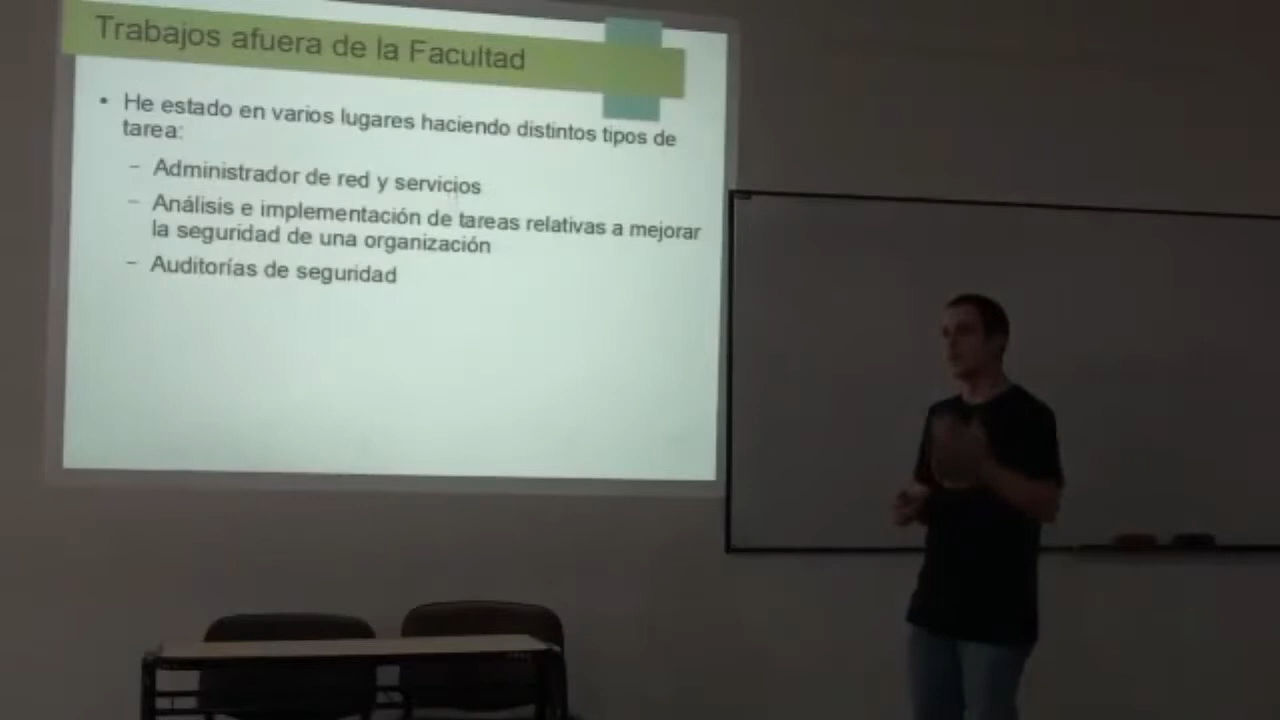 Trabajos afuera de la Facultad
• He estado en varios lugares haciendo distintos tipos de
tarea:
– Administrador de red y servicios
– Análisis e implementación de tareas relativas a mejorar
la seguridad de una organización
– Auditorías de seguridad